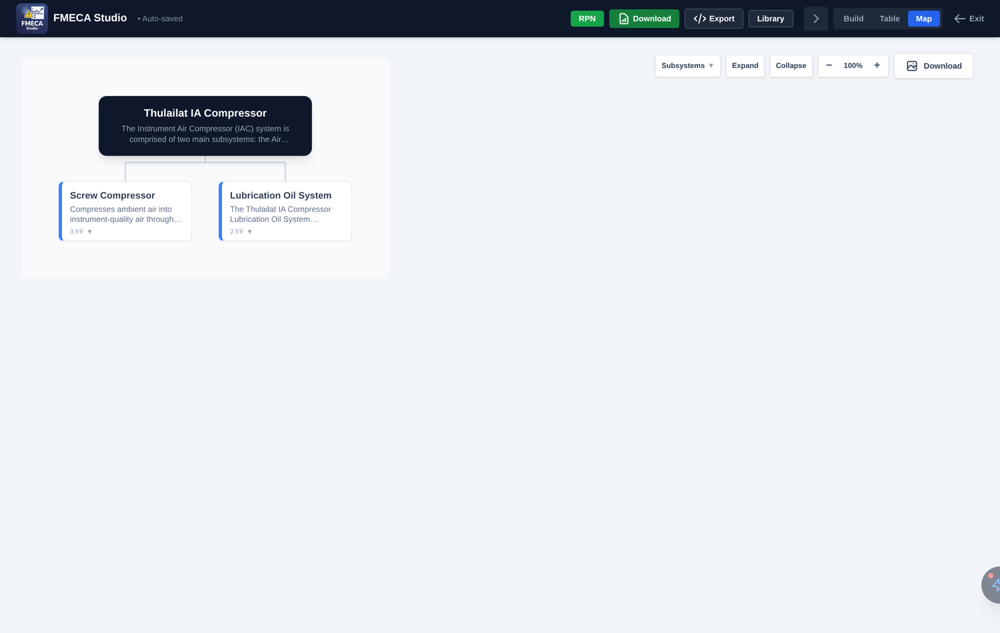 FMECA
Studio
FMECA Studio
• Auto-saved
RPN
Download
Export
Library
Build
Table
Map
Exit
Subsystems ▼
Expand
Collapse
− 100% +
Download
Thulailat IA Compressor
The Instrument Air Compressor (IAC) system is
comprised of two main subsystems: the Air…
Screw Compressor
Compresses ambient air into
instrument-quality air through…
3 FF ▼
Lubrication Oil System
The Thulailat IA Compressor
Lubrication Oil System…
2 FF ▼